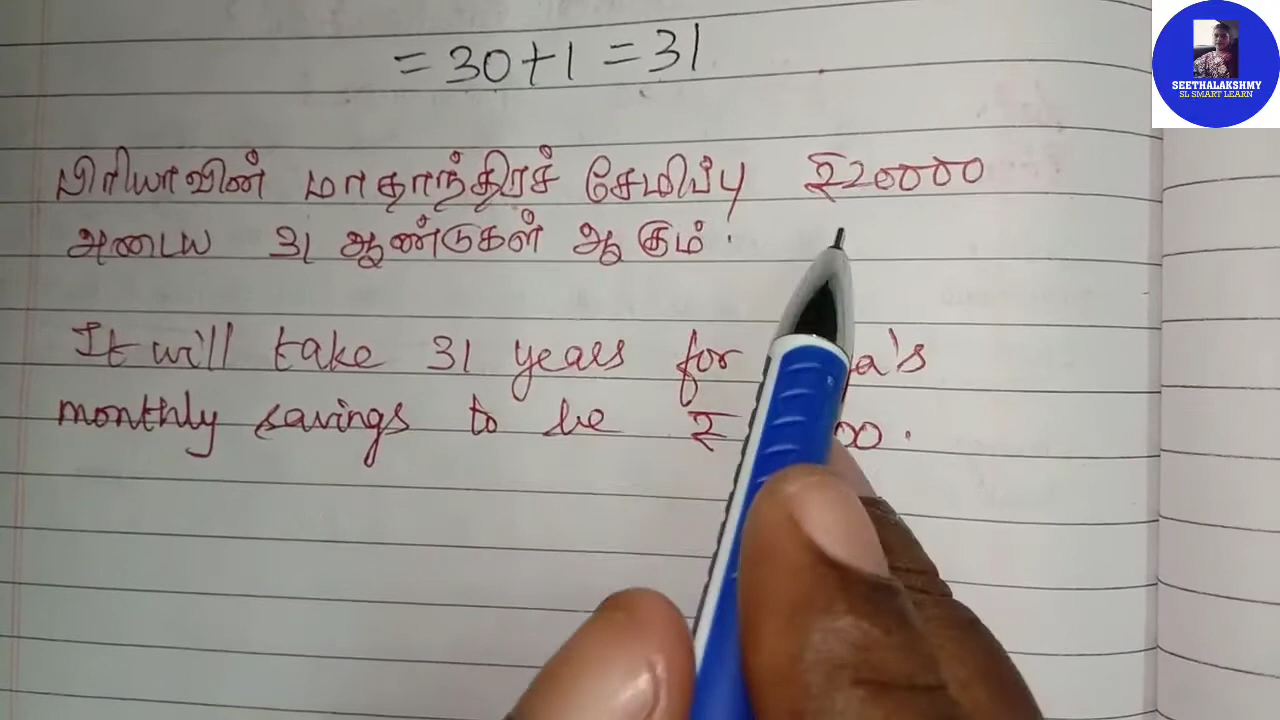 = 30+1 = 31
பிரியாவின் மாதாந்திரச் சேமிப்பு ₹20000
அடைய 31 ஆண்டுகள் ஆகும்.
It will take 31 years for
monthly savings to be ₹
SEETHALAKSHMY
SL SMART LEARN